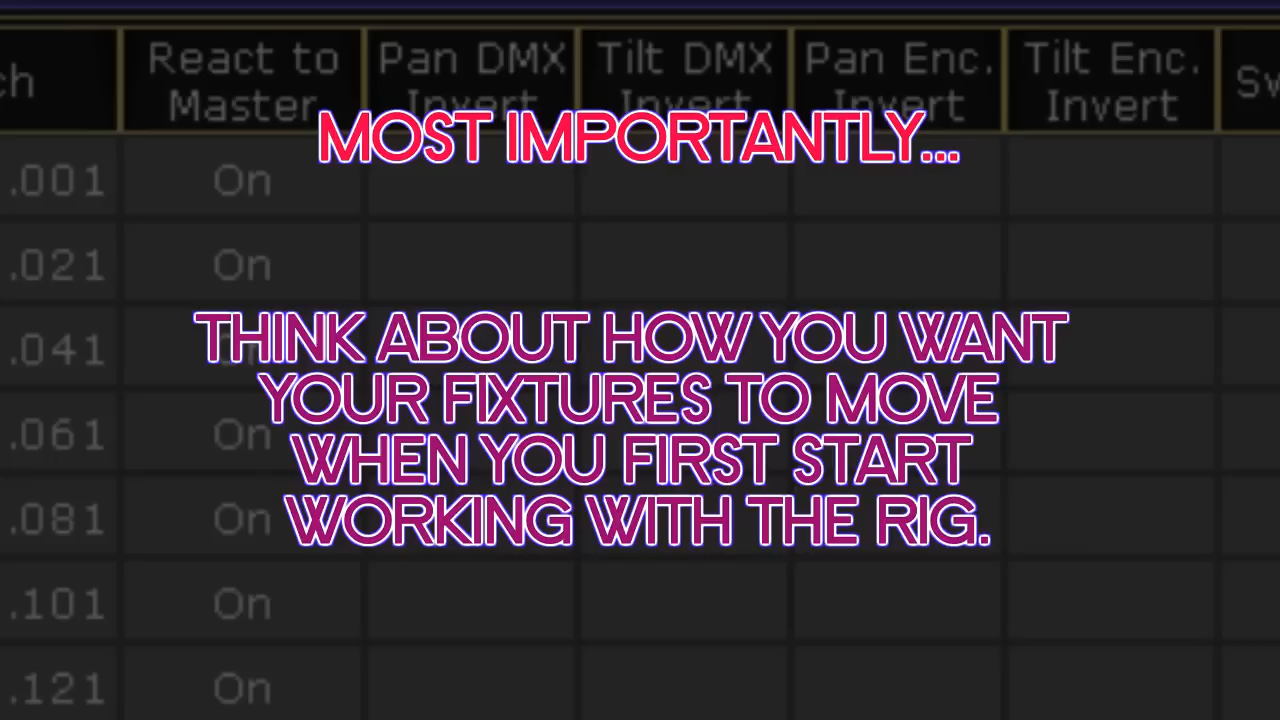 ch
React to
Master
Pan DMX
Invert
Tilt DMX
Invert
Pan Enc.
Invert
Tilt Enc.
Invert
MOST IMPORTANTLY...
.001 On
.021 On
THINK ABOUT HOW YOU WANT
.041
YOUR FIXTURES TO MOVE
.061 On
WHEN YOU FIRST START
WORKING WITH THE RIG.
.081 On
.101 On
.121 On